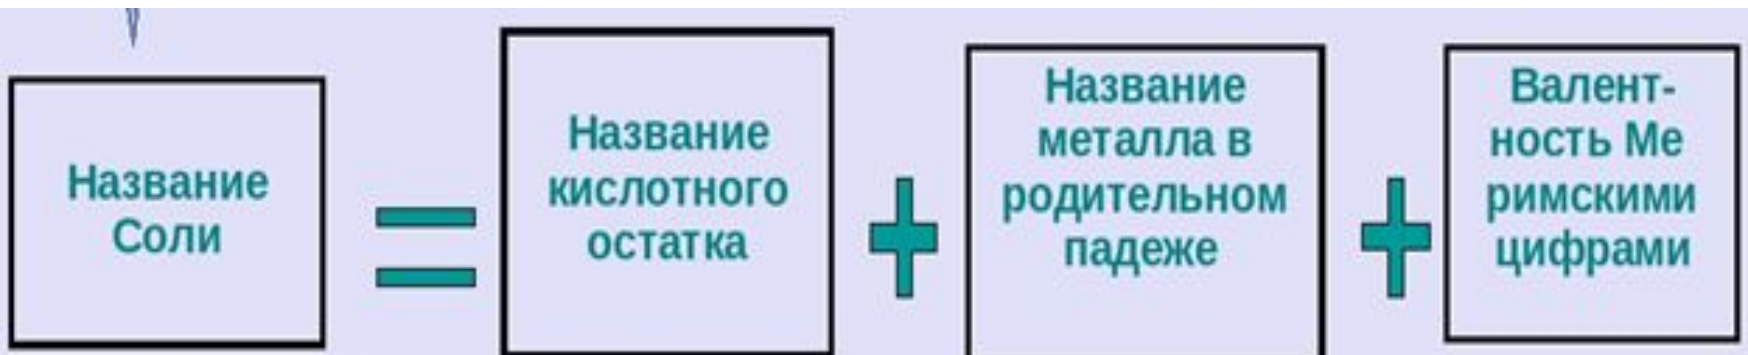 Название
Соли
=
Название
кислотного
остатка
+
Название
металла в
родительном
падеже
+
Валент-
ность Ме
римскими
цифрами